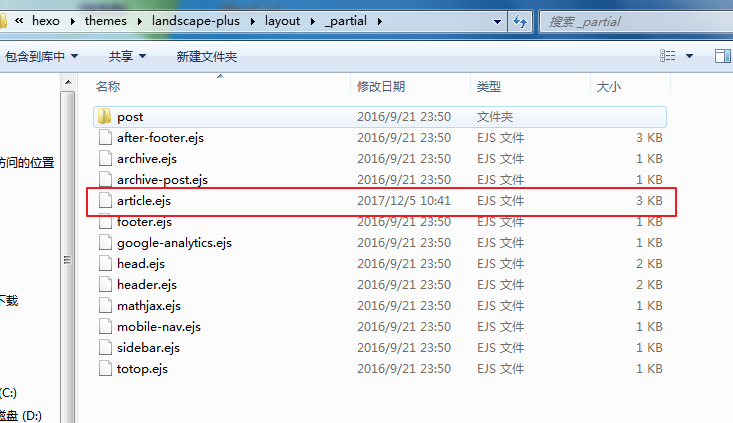 « hexo ▸ themes ▸ landscape-plus ▸ layout ▸ _partial ▸ 搜索 _partial
包含到库中 共享 新建文件夹
名称 修改日期 类型 大小
post 2016/9/21 23:50 文件夹
after-footer.ejs 2016/9/21 23:50 EJS 文件 3 KB
archive.ejs 2016/9/21 23:50 EJS 文件 1 KB
访问的位置
archive-post.ejs 2016/9/21 23:50 EJS 文件 1 KB
article.ejs 2017/12/5 10:41 EJS 文件 3 KB
footer.ejs 2016/9/21 23:50 EJS 文件 1 KB
google-analytics.ejs 2016/9/21 23:50 EJS 文件 1 KB
head.ejs 2016/9/21 23:50 EJS 文件 2 KB
header.ejs 2016/9/21 23:50 EJS 文件 2 KB
下载
mathjax.ejs 2016/9/21 23:50 EJS 文件 1 KB
mobile-nav.ejs 2016/9/21 23:50 EJS 文件 1 KB
sidebar.ejs 2016/9/21 23:50 EJS 文件 1 KB
totop.ejs 2016/9/21 23:50 EJS 文件 1 KB
(C:)
磁盘 (D:)